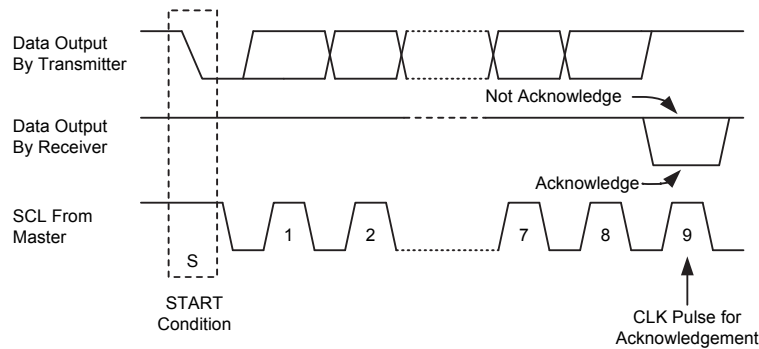 Data Output
By Transmitter
Not Acknowledge
Data Output
By Receiver
Acknowledge
SCL From
Master
1
2
7
8
9
S
START
Condition
CLK Pulse for
Acknowledgement